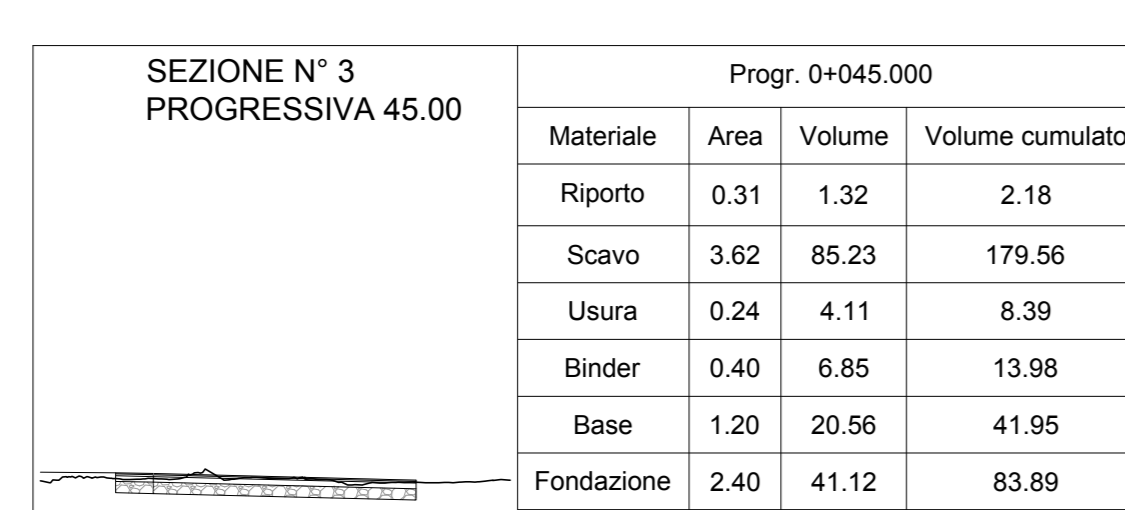 SEZIONE N° 3
PROGRESSIVA 45.00
Progr. 0+045.000
Materiale Area Volume Volume cumulato
Riporto 0.31 1.32 2.18
Scavo 3.62 85.23 179.56
Usura 0.24 4.11 8.39
Binder 0.40 6.85 13.98
Base 1.20 20.56 41.95
Fondazione 2.40 41.12 83.89